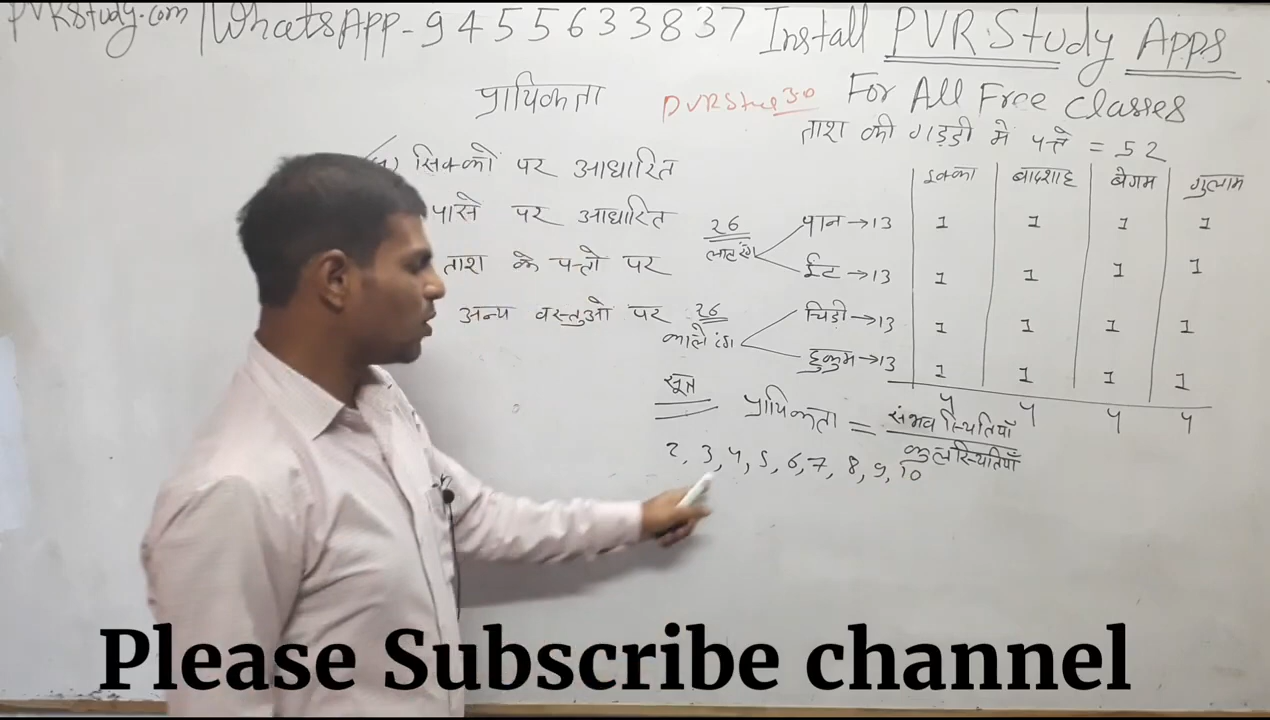 PVRStudy.com | WhatsApp-9455633837 Install PVR Study Apps
For All Free Classes
प्रायिकता
ताश की गड्डी मे पत्ते = 52
सिक्को पर आधारित
पासे पर आधारित
ताश के पत्तो पर
अन्य वस्तुओ पर
इक्का बादशाह बेगम गुलाम
26 लाल रंग
पान→13 1 1 1 1
ईंट→13 1 1 1 1
26 काले रंग
चिड़ी→13 1 1 1 1
हुकुम→13 1 1 1 1
4 4 4 4
सूत्र
प्रायिकता = संभव स्थितियाँ
कुल स्थितियाँ
2, 3, 4, 5, 6, 7, 8, 9, 10
Please Subscribe channel